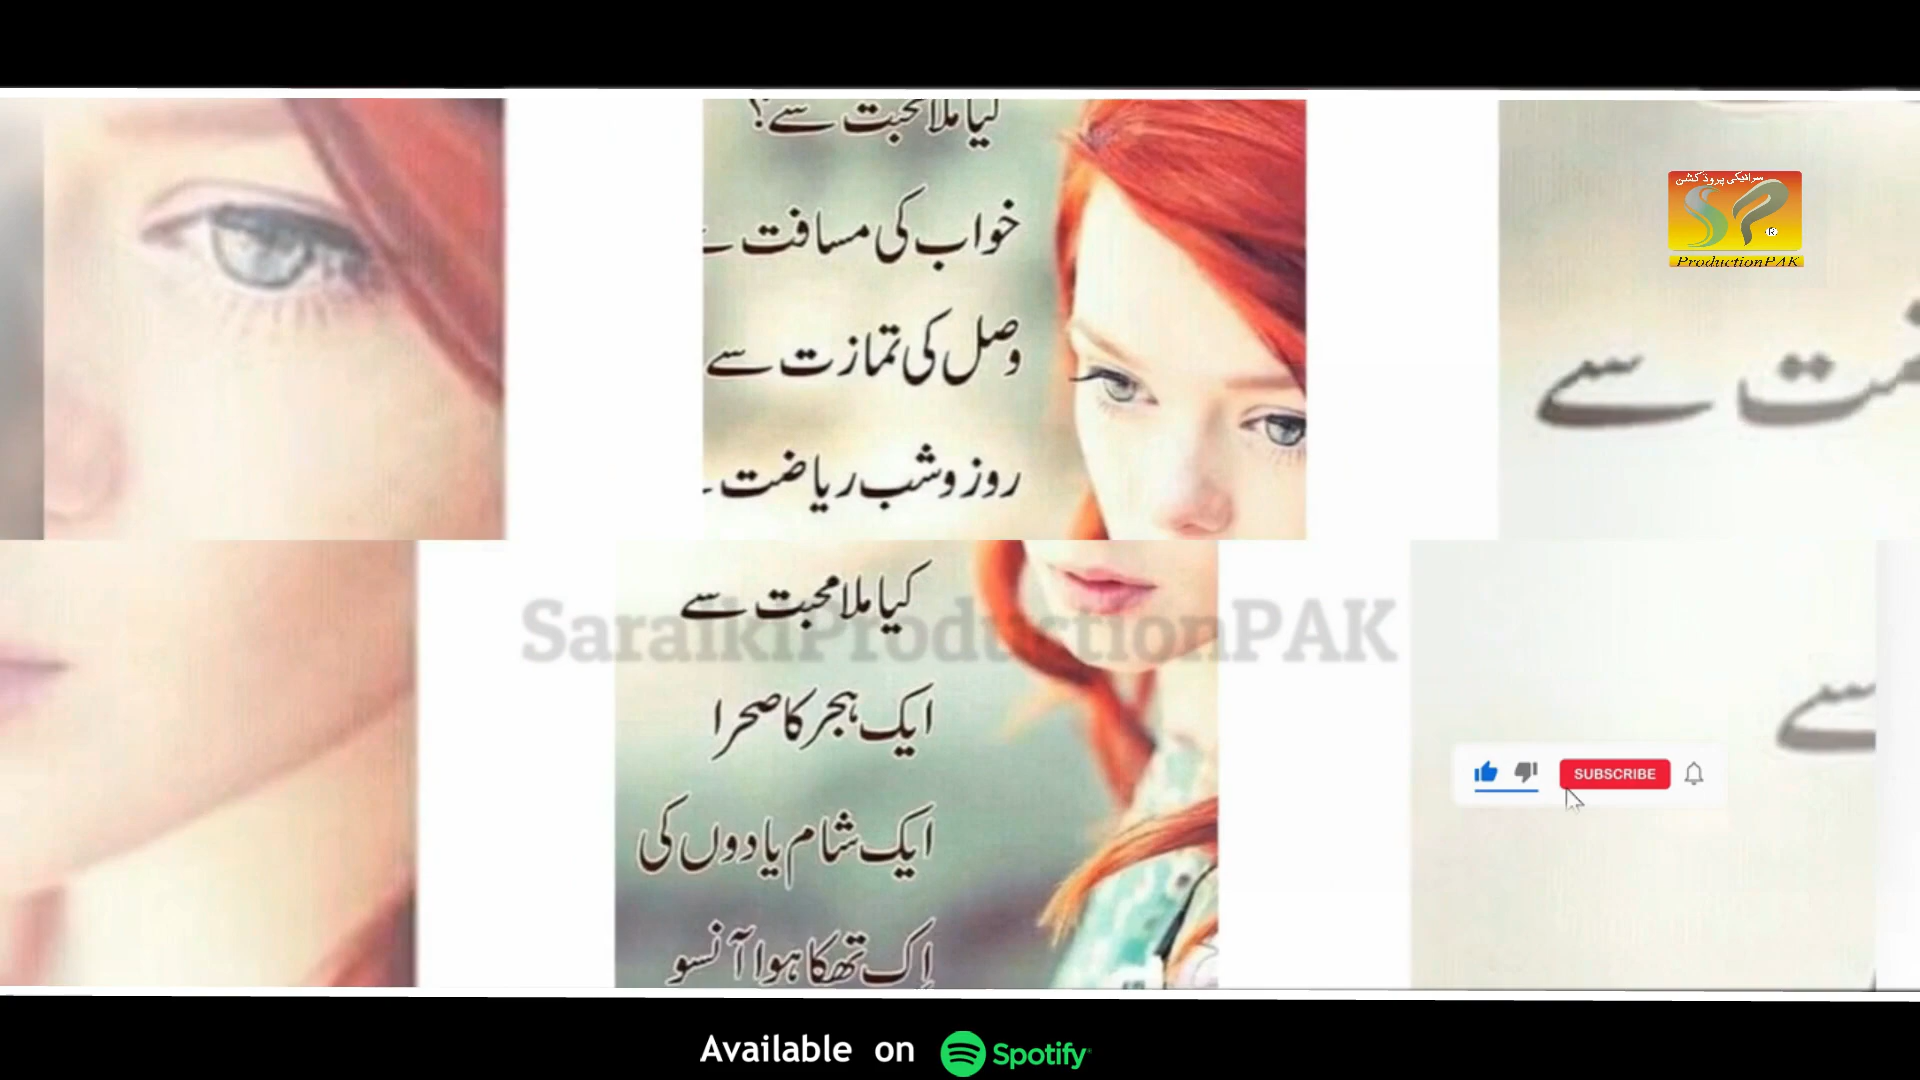 کیا ملا محبت سے؟
خواب کی مسافت سے
وصل کی تمازت سے
روز و شب ریاضت
کیا ملا محبت سے
ایک ہجر کا صحرا
ایک شام یادوں کی
اِک تھکا ہوا آنسو
سرائیکی پروڈکشن
SP
®
ProductionPAK
سے
سے
SaraikiProductionPAK
SUBSCRIBE
Available on Spotify